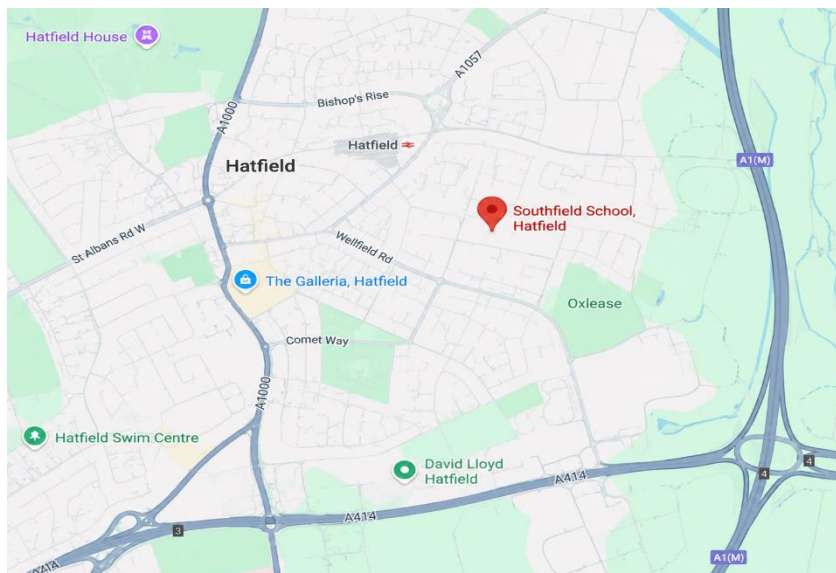 Hatfield House
A1057
A1000
Bishop's Rise
Hatfield
A1(M)
Hatfield
Southfield School,
Hatfield
St Albans Rd W
Wellfield Rd
The Galleria, Hatfield
Oxlease
Comet Way
A1000
Hatfield Swim Centre
David Lloyd
Hatfield
4
4
A414
A414
3
A414
A1(M)